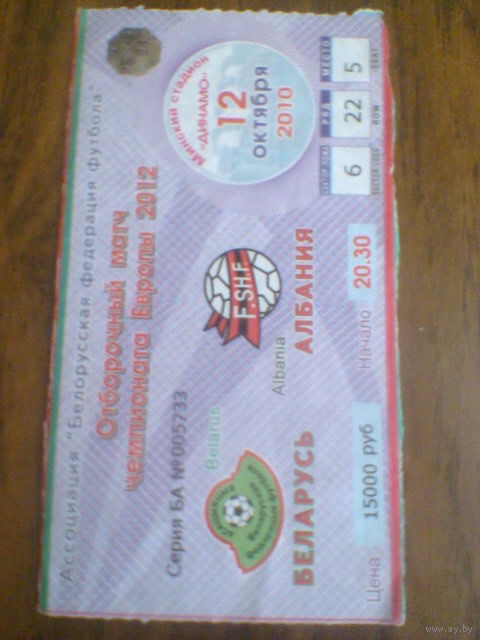 Ассоциация "Белорусская федерация футбола"
Отборочный матч
чемпионата Европы 2012
Серия БА №005733
Минский стадион
«ДИНАМО»
12
октября
2010
Belarus
Albania
F.SH.F
БЕЛАРУСЬ
АЛБАНИЯ
Цена 15000 руб
Начало 20.30
6
РЯД 22 ROW
МЕСТО 5 SEAT
www.ay.by